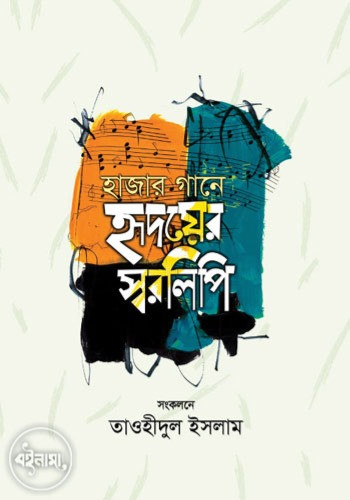 হাজার গানে
হৃদয়ের
স্বরলিপি
সংকলনে
তাওহীদুল ইসলাম
বইনামা